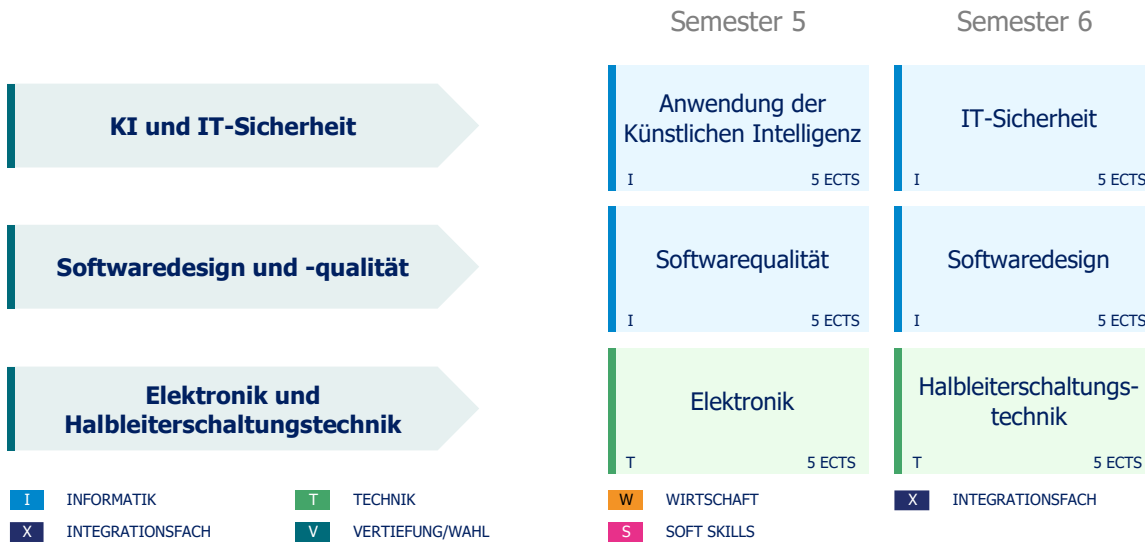 Semester 5
Semester 6
KI und IT-Sicherheit
Anwendung der
Künstlichen Intelligenz
I
5 ECTS
IT-Sicherheit
I
5 ECTS
Softwaredesign und -qualität
Softwarequalität
I
5 ECTS
Softwaredesign
I
5 ECTS
Elektronik und
Halbleiterschaltungstechnik
Elektronik
T
5 ECTS
Halbleiterschaltungs-
technik
T
5 ECTS
I INFORMATIK
T TECHNIK
W WIRTSCHAFT
X INTEGRATIONSFACH
X INTEGRATIONSFACH
V VERTIEFUNG/WAHL
S SOFT SKILLS